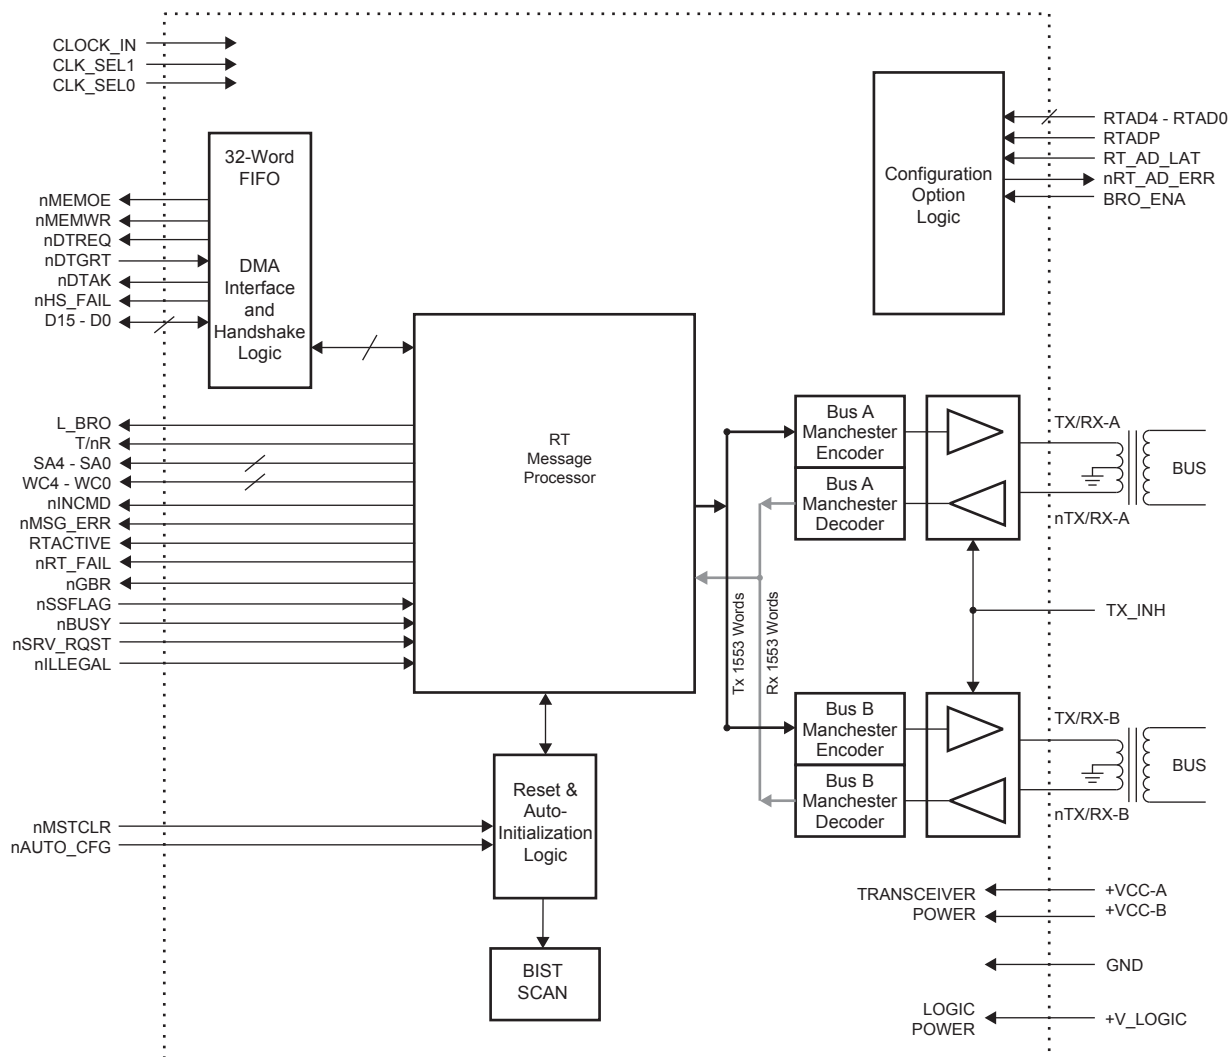 CLOCK_IN
CLK_SEL1
CLK_SEL0
32-Word
FIFO
DMA
Interface
and
Handshake
Logic
nMEMOE
nMEMWR
nDTREQ
nDTGRT
nDTAK
nHS_FAIL
D15 - D0
Configuration
Option
Logic
RTAD4 - RTAD0
RTADP
RT_AD_LAT
nRT_AD_ERR
BRO_ENA
L_BRO
T/nR
SA4 - SA0
WC4 - WC0
nINCMD
nMSG_ERR
RTACTIVE
nRT_FAIL
nGBR
nSSFLAG
nBUSY
nSRV_RQST
nILLEGAL
RT
Message
Processor
Tx 1553 Words
Rx 1553 Words
Bus A
Manchester
Encoder
Bus A
Manchester
Decoder
TX/RX-A
BUS
nTX/RX-A
TX_INH
Bus B
Manchester
Encoder
Bus B
Manchester
Decoder
TX/RX-B
BUS
nTX/RX-B
nMSTCLR
nAUTO_CFG
Reset &
Auto-
Initialization
Logic
BIST
SCAN
TRANSCEIVER
POWER
+VCC-A
+VCC-B
GND
LOGIC
POWER
+V_LOGIC